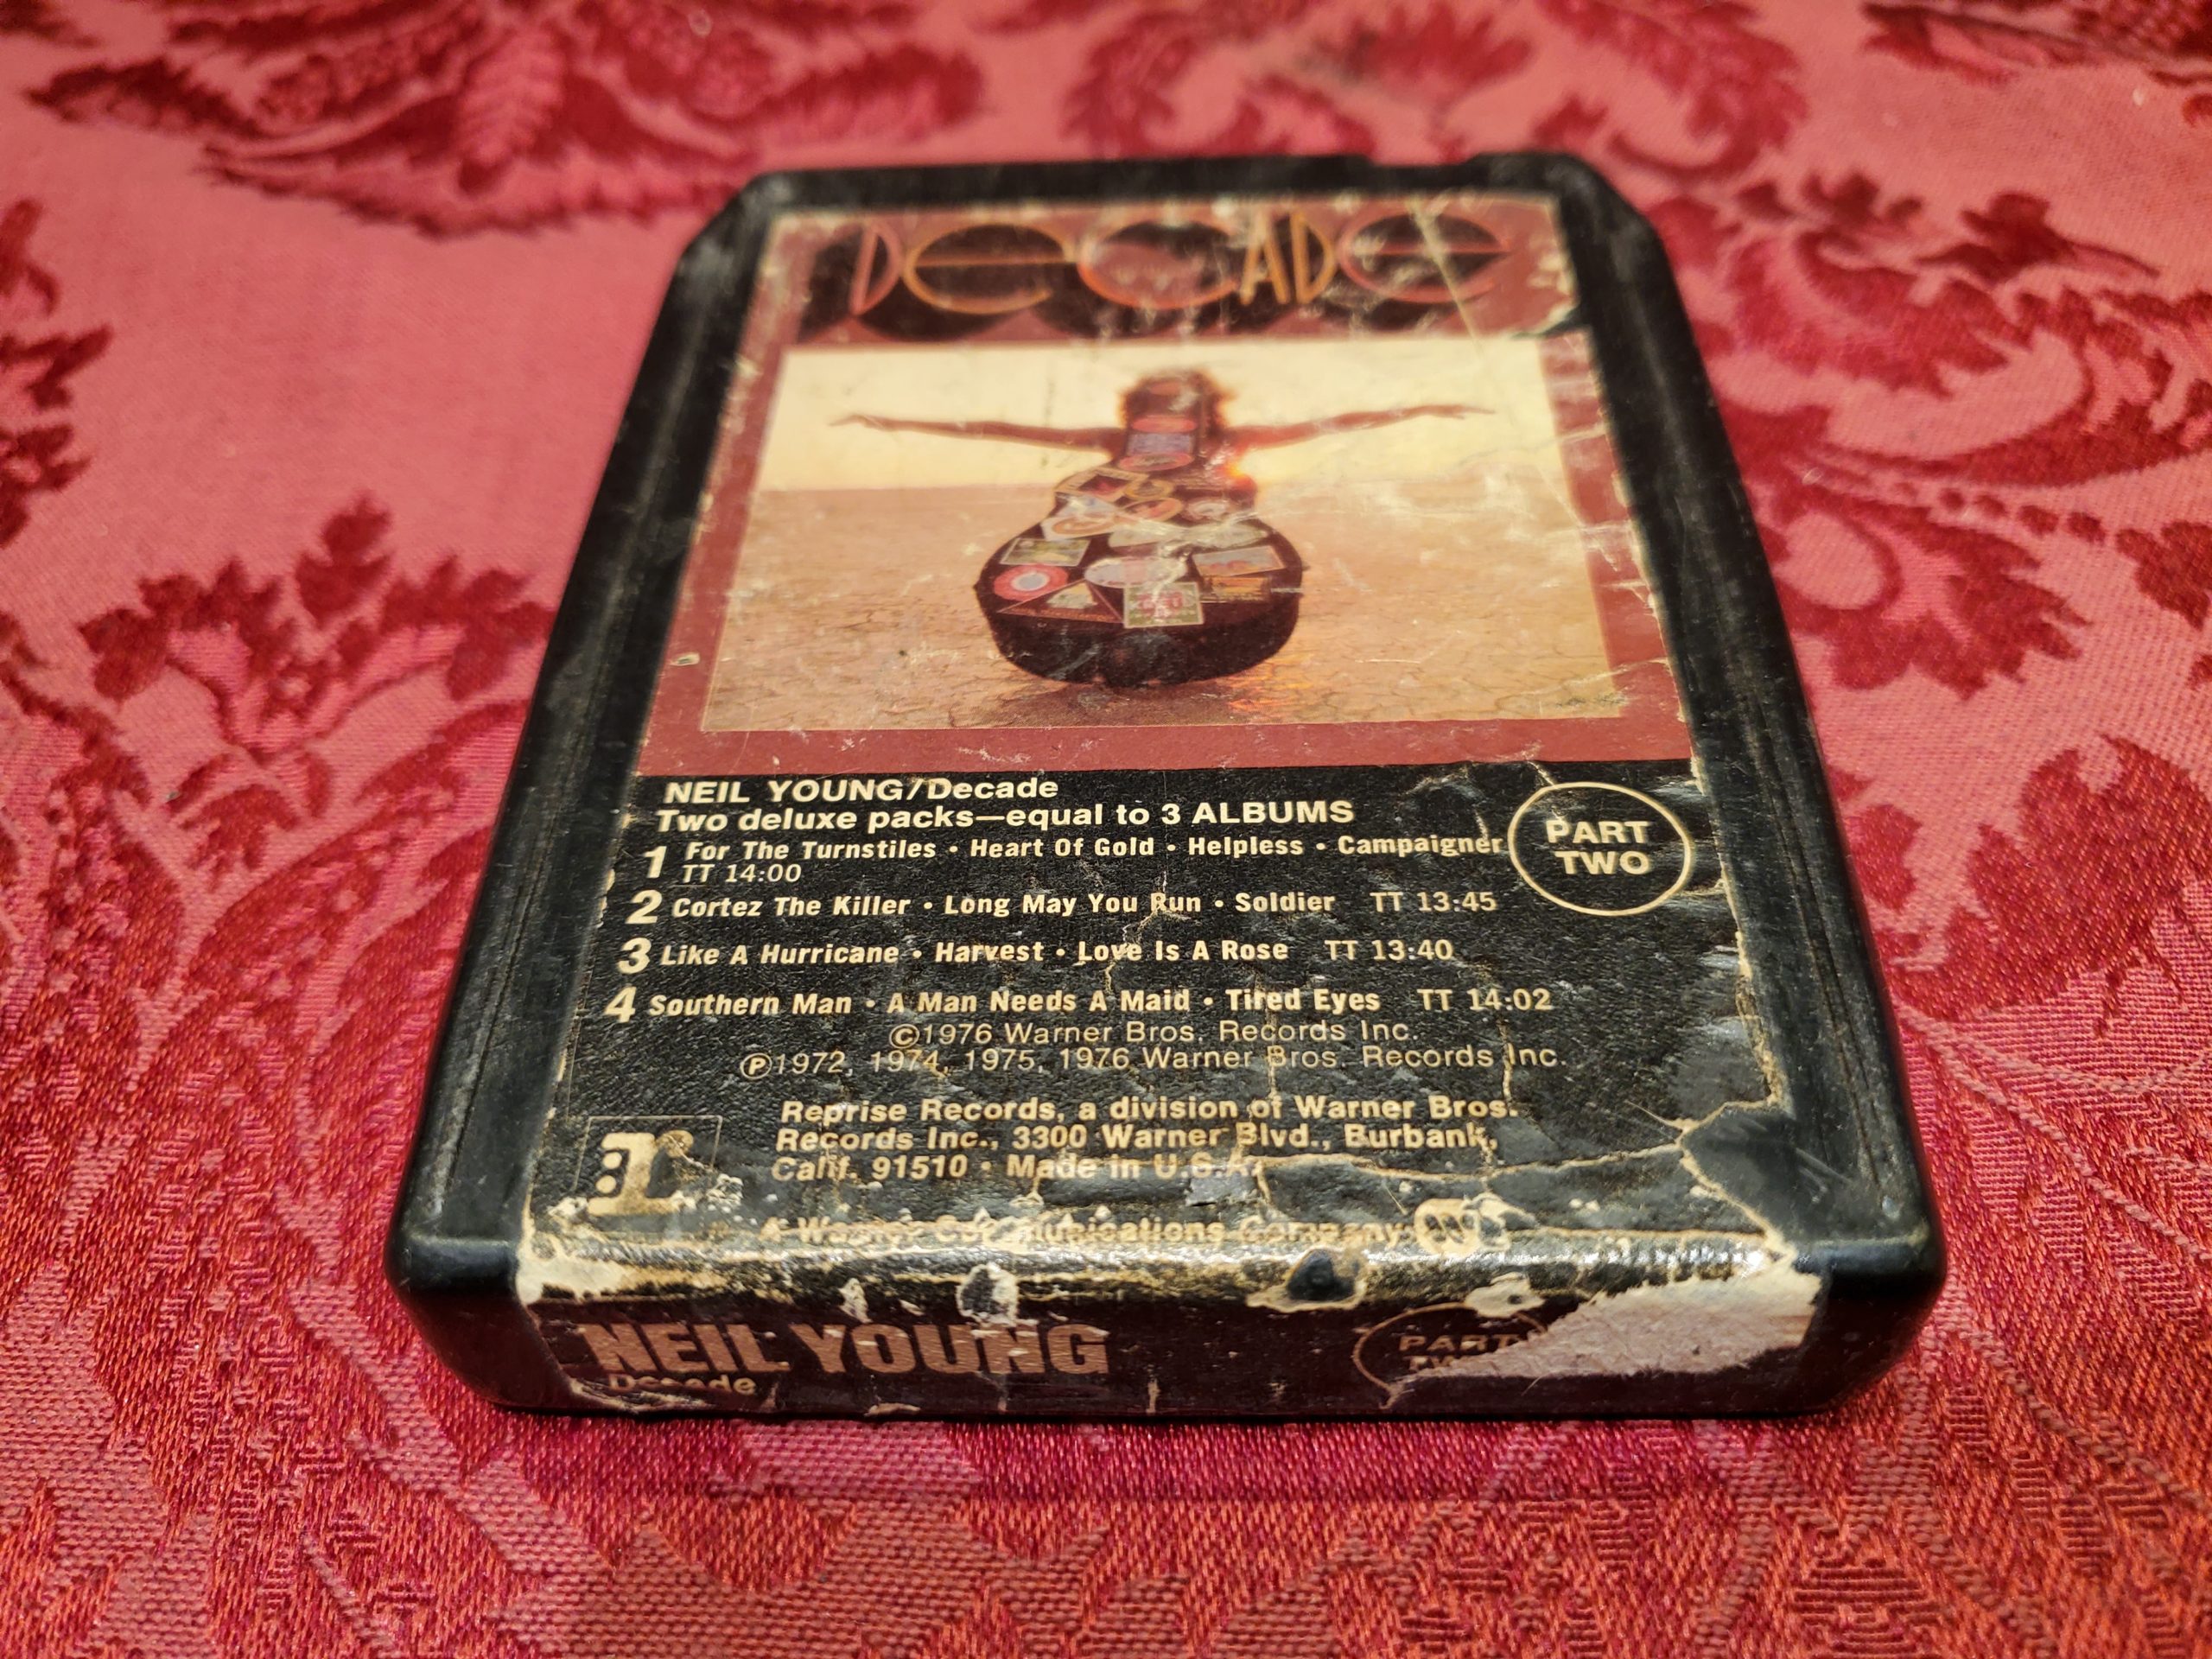 DECADE
NEIL YOUNG/Decade
Two deluxe packs—equal to 3 ALBUMS
PART
TWO
1 For The Turnstiles • Heart Of Gold • Helpless • Campaigner
TT 14:00
2 Cortez The Killer • Long May You Run • Soldier TT 13:45
3 Like A Hurricane • Harvest • Love Is A Rose TT 13:40
4 Southern Man • A Man Needs A Maid • Tired Eyes TT 14:02
©1976 Warner Bros. Records Inc.
℗1972, 1974, 1975, 1976 Warner Bros. Records Inc.
Reprise Records, a division of Warner Bros.
Records Inc., 3300 Warner Blvd., Burbank,
Calif. 91510 • Made in U.S.A.
A Warner Communications Company
NEIL YOUNG
PART
Decade